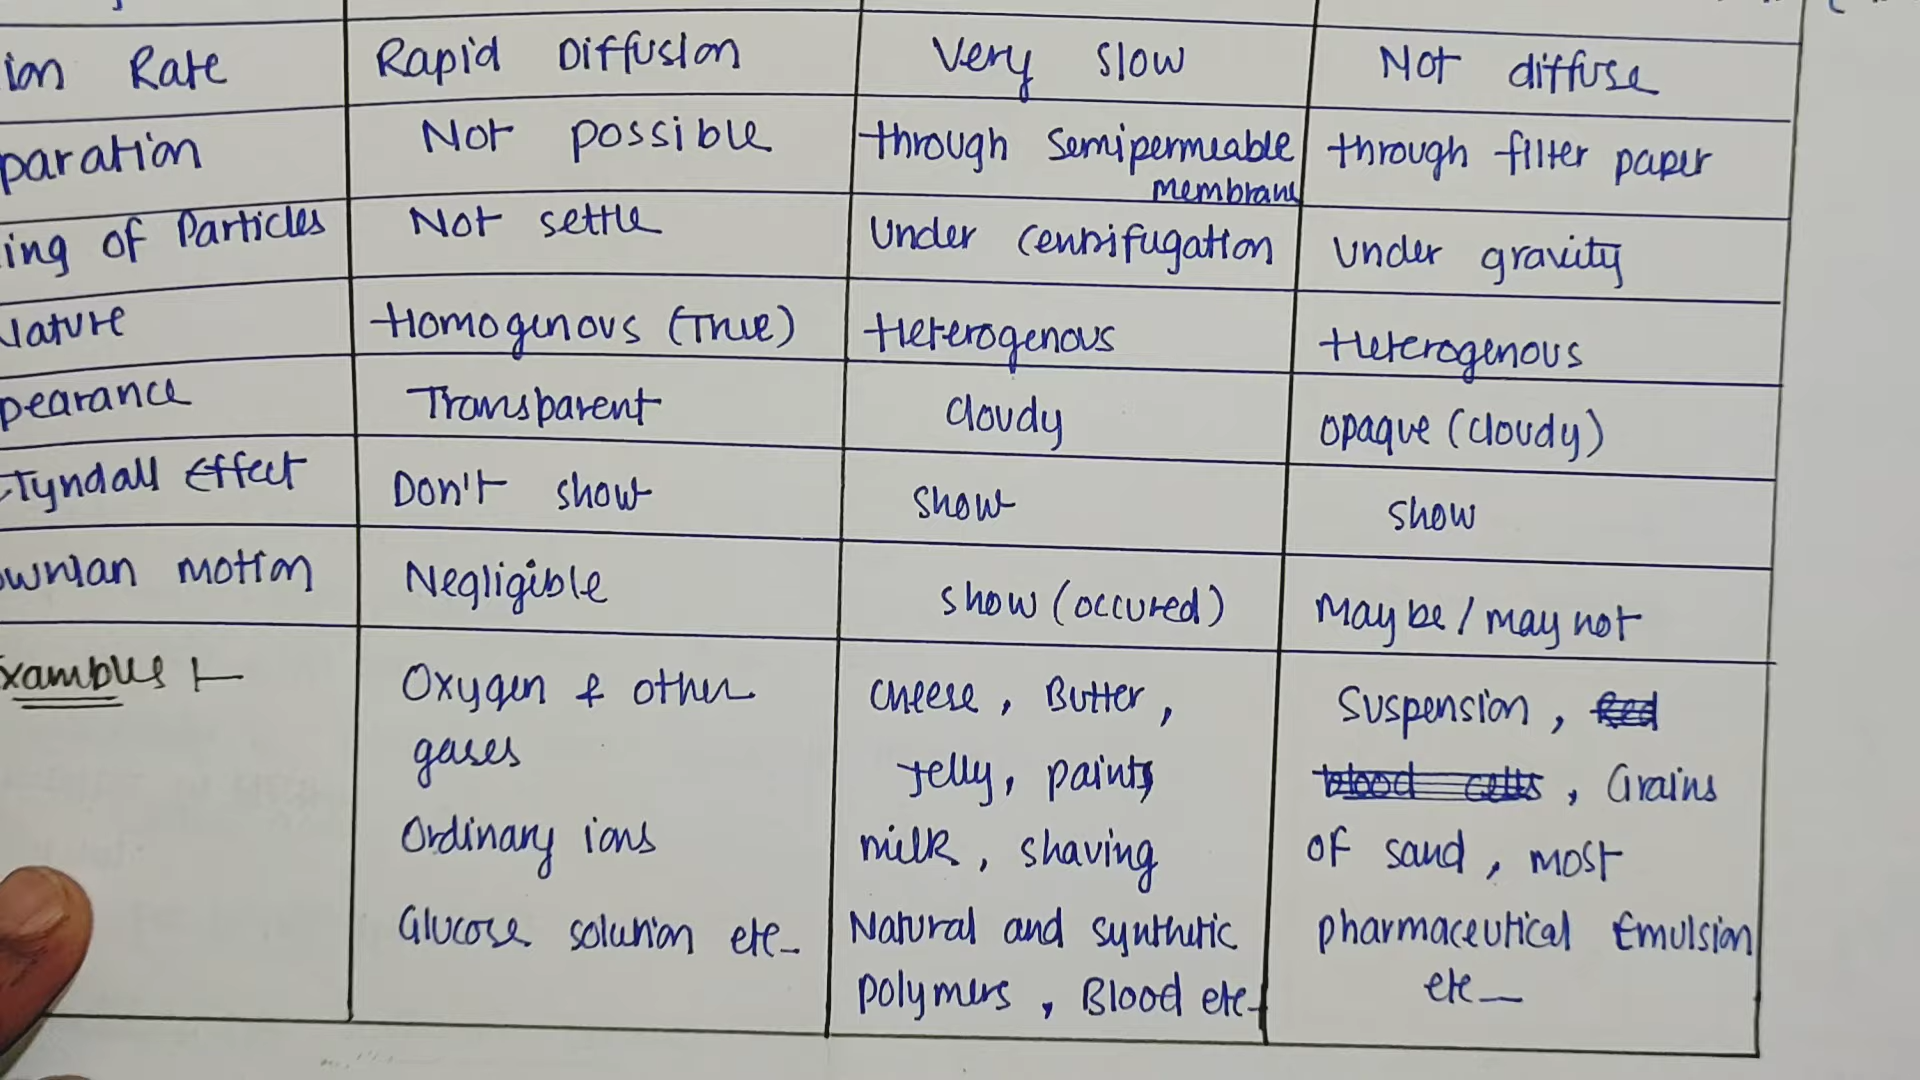 ion Rate Rapid Diffusion Very slow Not diffuse
paration Not possible through semipermeable membrane through filter paper
ing of Particles Not settle Under Centrifugation Under gravity
Nature Homogenous (True) Heterogenous Heterogenous
pearance Transparent cloudy opaque (cloudy)
Tyndall Effect Don't show show show
ownian motion Negligible show (occured) May be / may not
xamples :- Oxygen & other cheese, Butter, Suspension,
gases Jelly, paints , Grains
Ordinary ions milk, shaving of sand, most
Glucose solution etc- Natural and synthetic pharmaceutical Emulsion
polymers, Blood etc- etc-